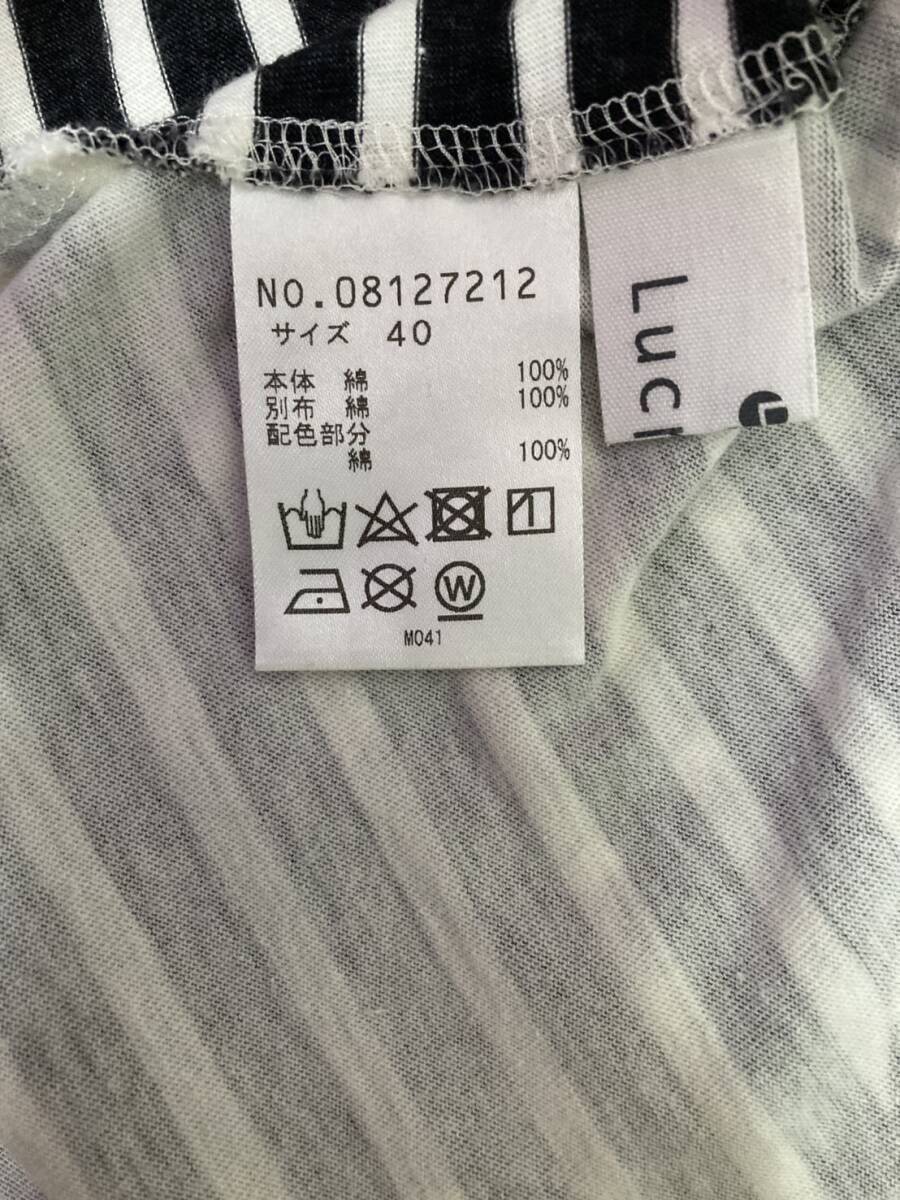 NO.08127212
サイズ 40
本体 綿 100%
別布 綿 100%
配色部分
綿 100%
W
M041
Luci